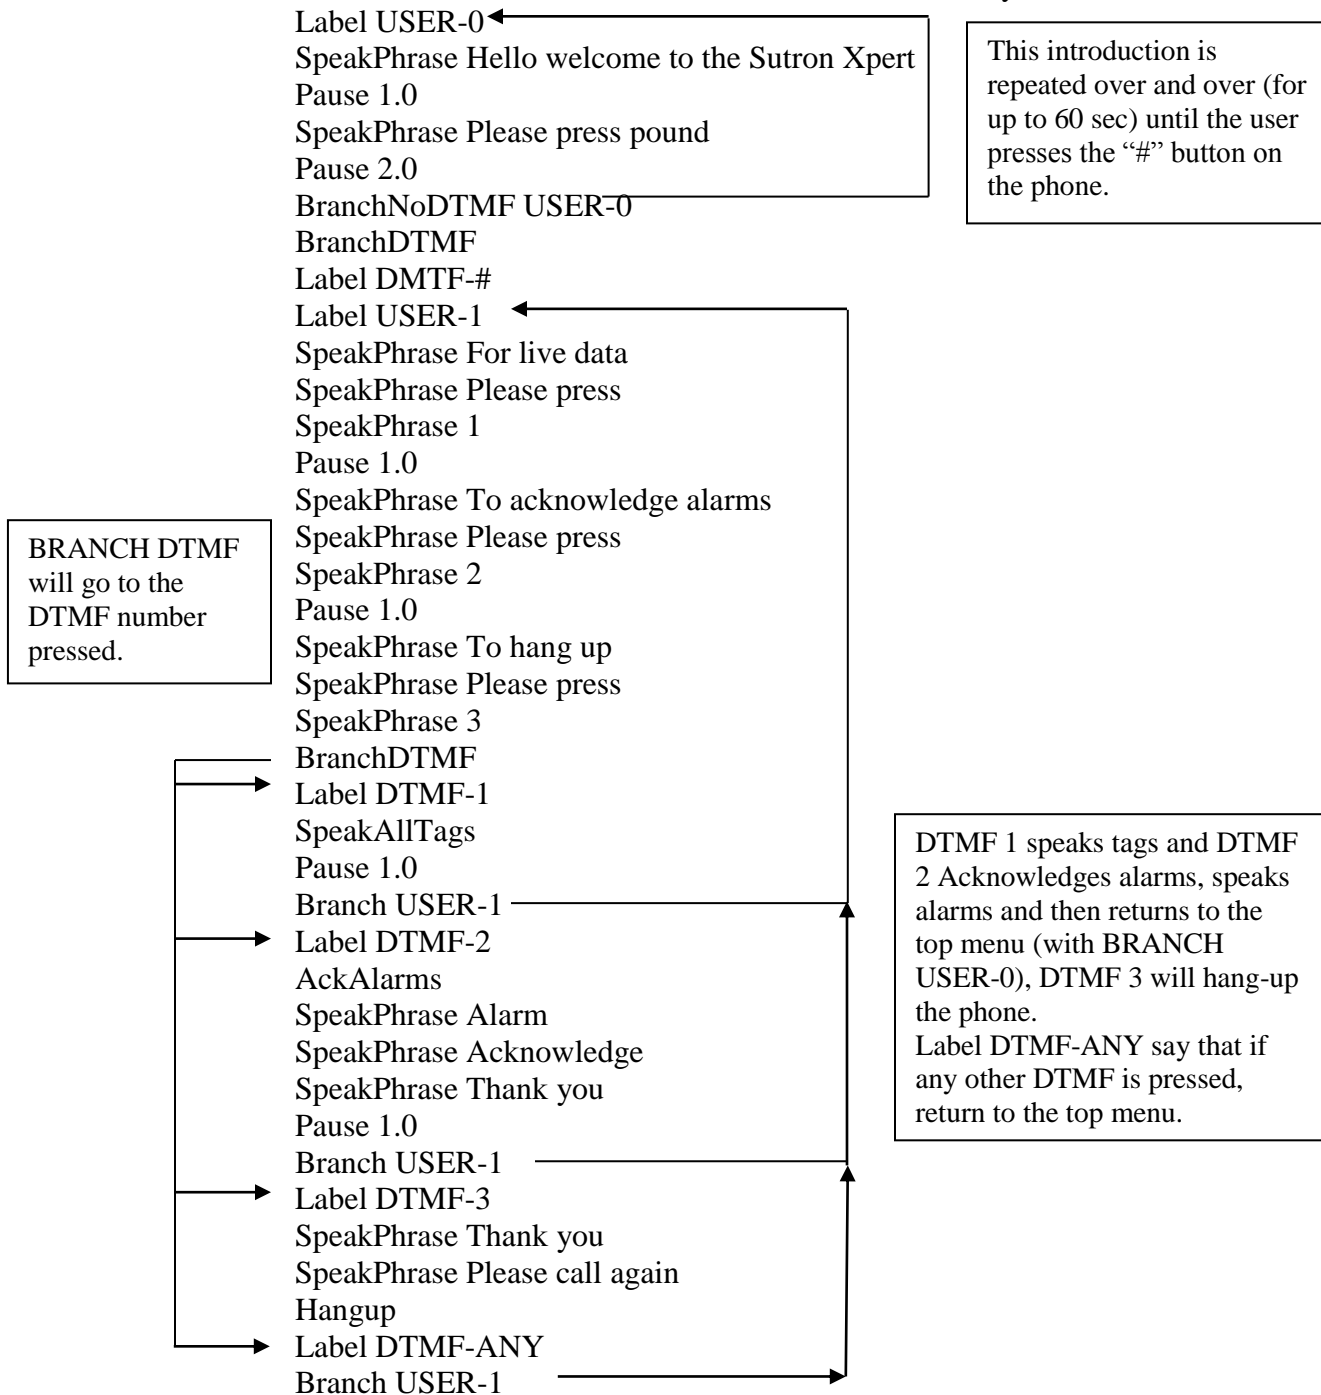 Label USER-0
SpeakPhrase Hello welcome to the Sutron Xpert
Pause 1.0
SpeakPhrase Please press pound
Pause 2.0
BranchNoDTMF USER-0
BranchDTMF
Label DMTF-#
Label USER-1
SpeakPhrase For live data
SpeakPhrase Please press
SpeakPhrase 1
Pause 1.0
SpeakPhrase To acknowledge alarms
SpeakPhrase Please press
SpeakPhrase 2
Pause 1.0
SpeakPhrase To hang up
SpeakPhrase Please press
SpeakPhrase 3
BranchDTMF
Label DTMF-1
SpeakAllTags
Pause 1.0
Branch USER-1
Label DTMF-2
AckAlarms
SpeakPhrase Alarm
SpeakPhrase Acknowledge
SpeakPhrase Thank you
Pause 1.0
Branch USER-1
Label DTMF-3
SpeakPhrase Thank you
SpeakPhrase Please call again
Hangup
Label DTMF-ANY
Branch USER-1
This introduction is
repeated over and over (for
up to 60 sec) until the user
presses the “#” button on
the phone.
BRANCH DTMF
will go to the
DTMF number
pressed.
DTMF 1 speaks tags and DTMF
2 Acknowledges alarms, speaks
alarms and then returns to the
top menu (with BRANCH
USER-0), DTMF 3 will hang-up
the phone.
Label DTMF-ANY say that if
any other DTMF is pressed,
return to the top menu.